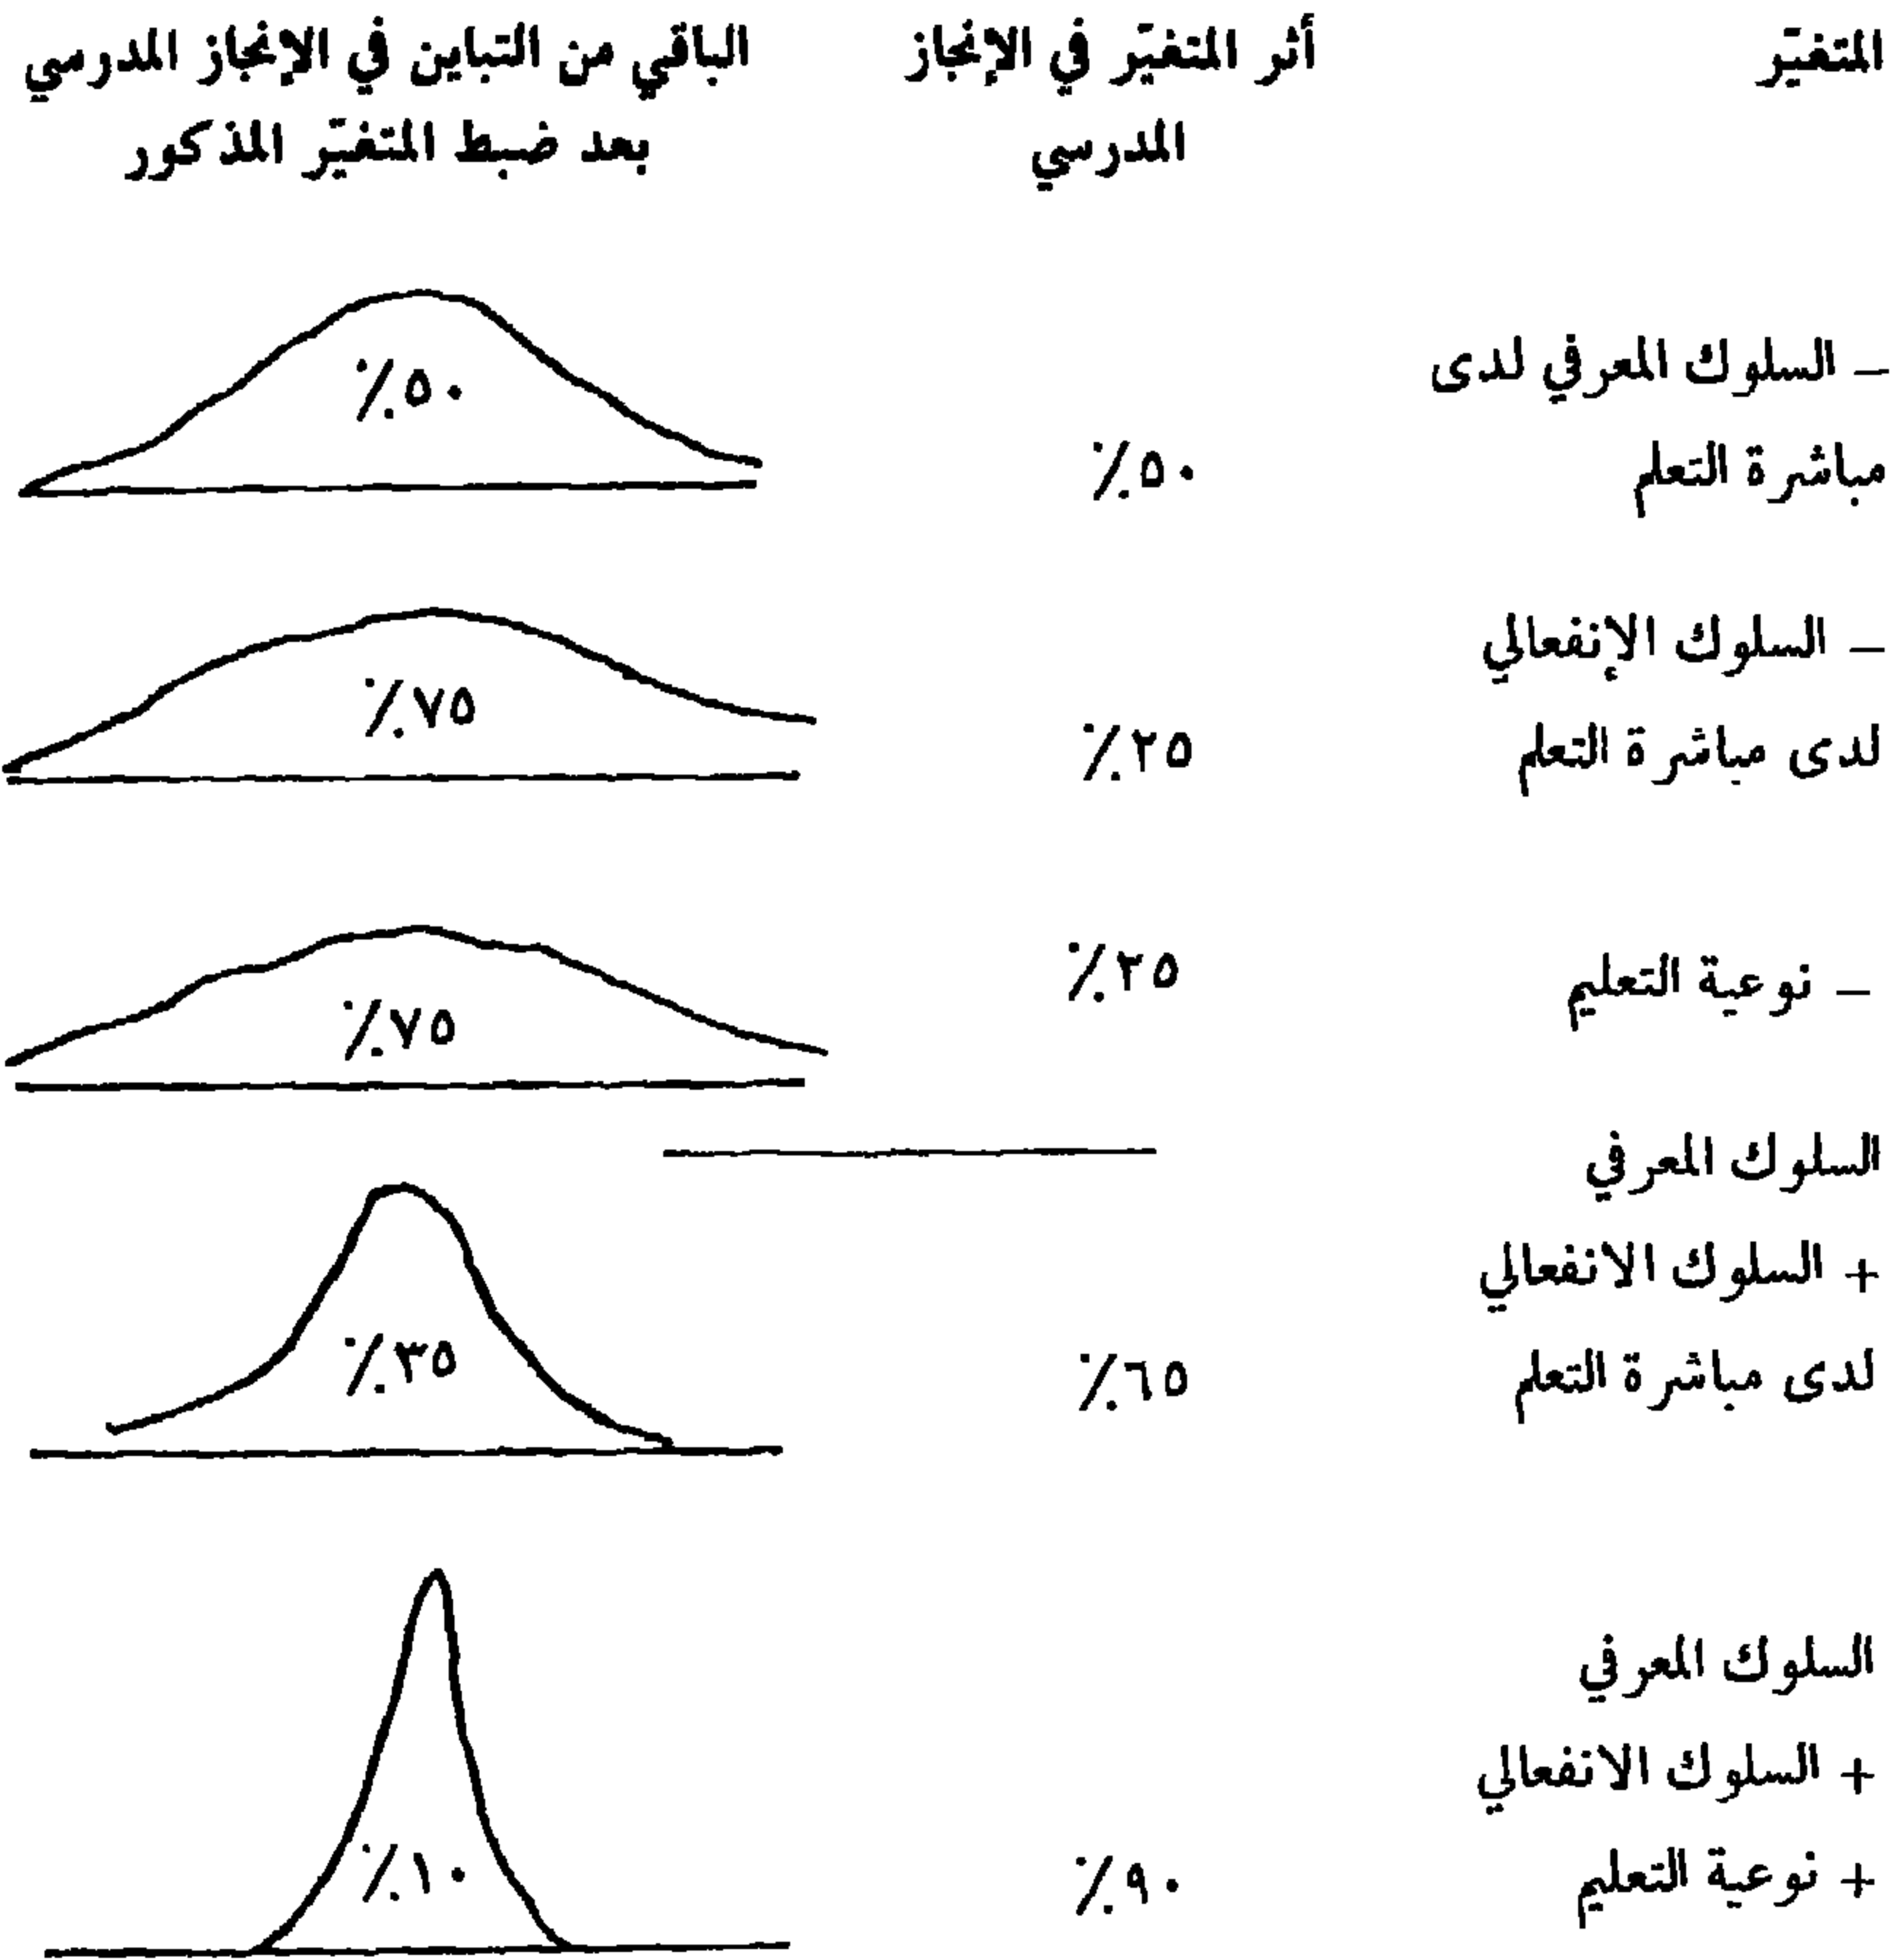 المتغيّر
أثر المتغيّر في الإنجاز
المدرسي
الباقي من التباين في الإنجاز المدرسي
بعد ضبط المتغيّر المذكور
– السلوك المعرفي لدى
مباشرة التعلم
٥٠٪
٥٠٪
– السلوك الإنفعالي
لدى مباشرة التعلم
٢٥٪
٧٥٪
– نوعية التعليم
٢٥٪
٧٥٪
السلوك المعرفي
+ السلوك الانفعالي
لدى مباشرة التعلم
٦٥٪
٣٥٪
السلوك المعرفي
+ السلوك الانفعالي
+ نوعية التعليم
٩٠٪
١٠٪